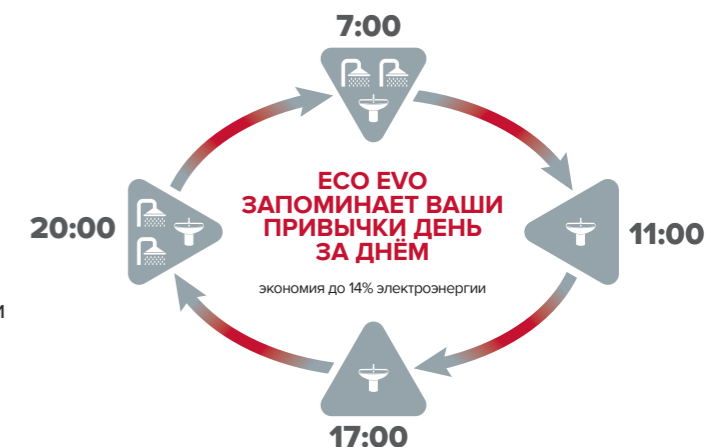 7:00
ECO EVO
ЗАПОМИНАЕТ ВАШИ
ПРИВЫЧКИ ДЕНЬ
ЗА ДНЁМ
экономия до 14% электроэнергии
20:00
11:00
и
17:00